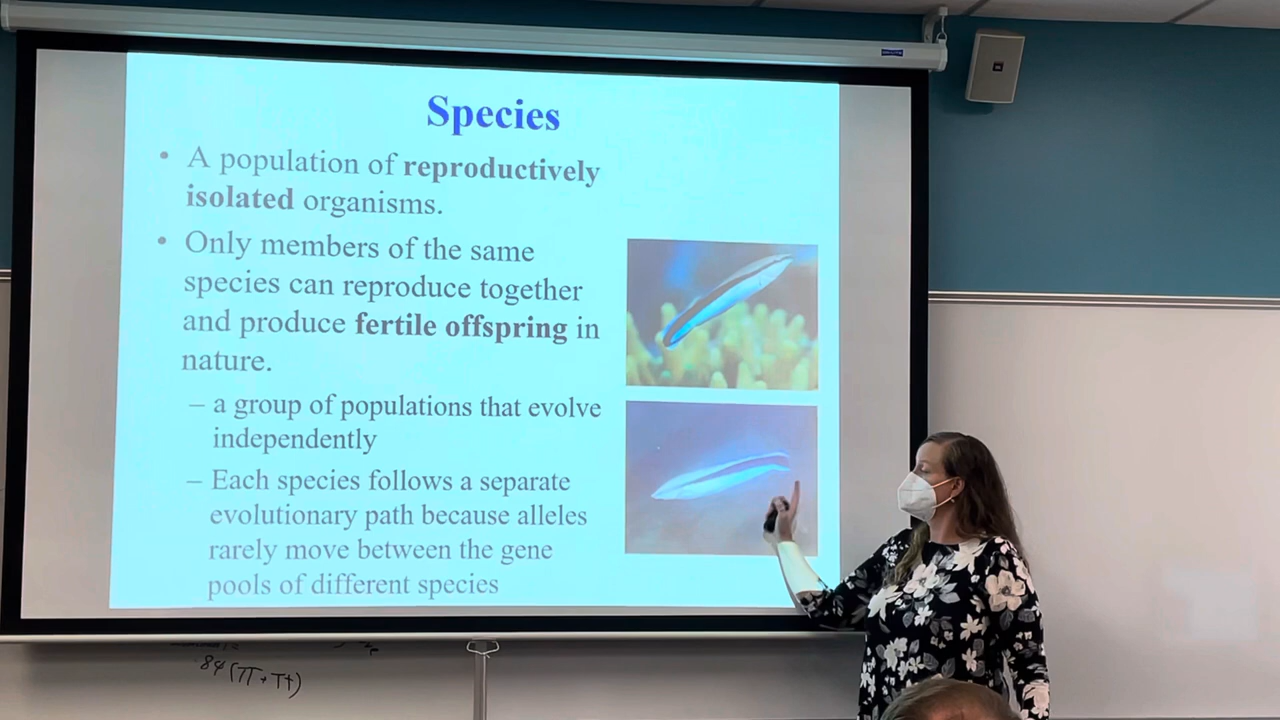 Species
• A population of reproductively
isolated organisms.
• Only members of the same
species can reproduce together
and produce fertile offspring in
nature.
– a group of populations that evolve
independently
– Each species follows a separate
evolutionary path because alleles
rarely move between the gene
pools of different species
.84 (TT + Tt)